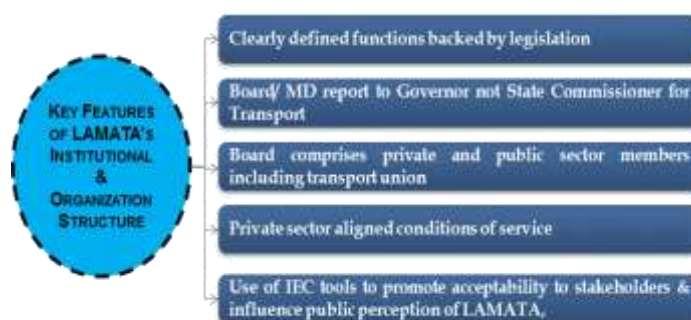 KEY FEATURES
OF LAMATA'S
INSTITUTIONAL
&
ORGANIZATION
STRUCTURE
Clearly defined functions backed by legislation
Board/ MD report to Governor not State Commissioner for
Transport
Board comprises private and public sector members
including transport union
Private sector aligned conditions of service
Use of IEC tools to promote acceptability to stakeholders &
influence public perception of LAMATA,